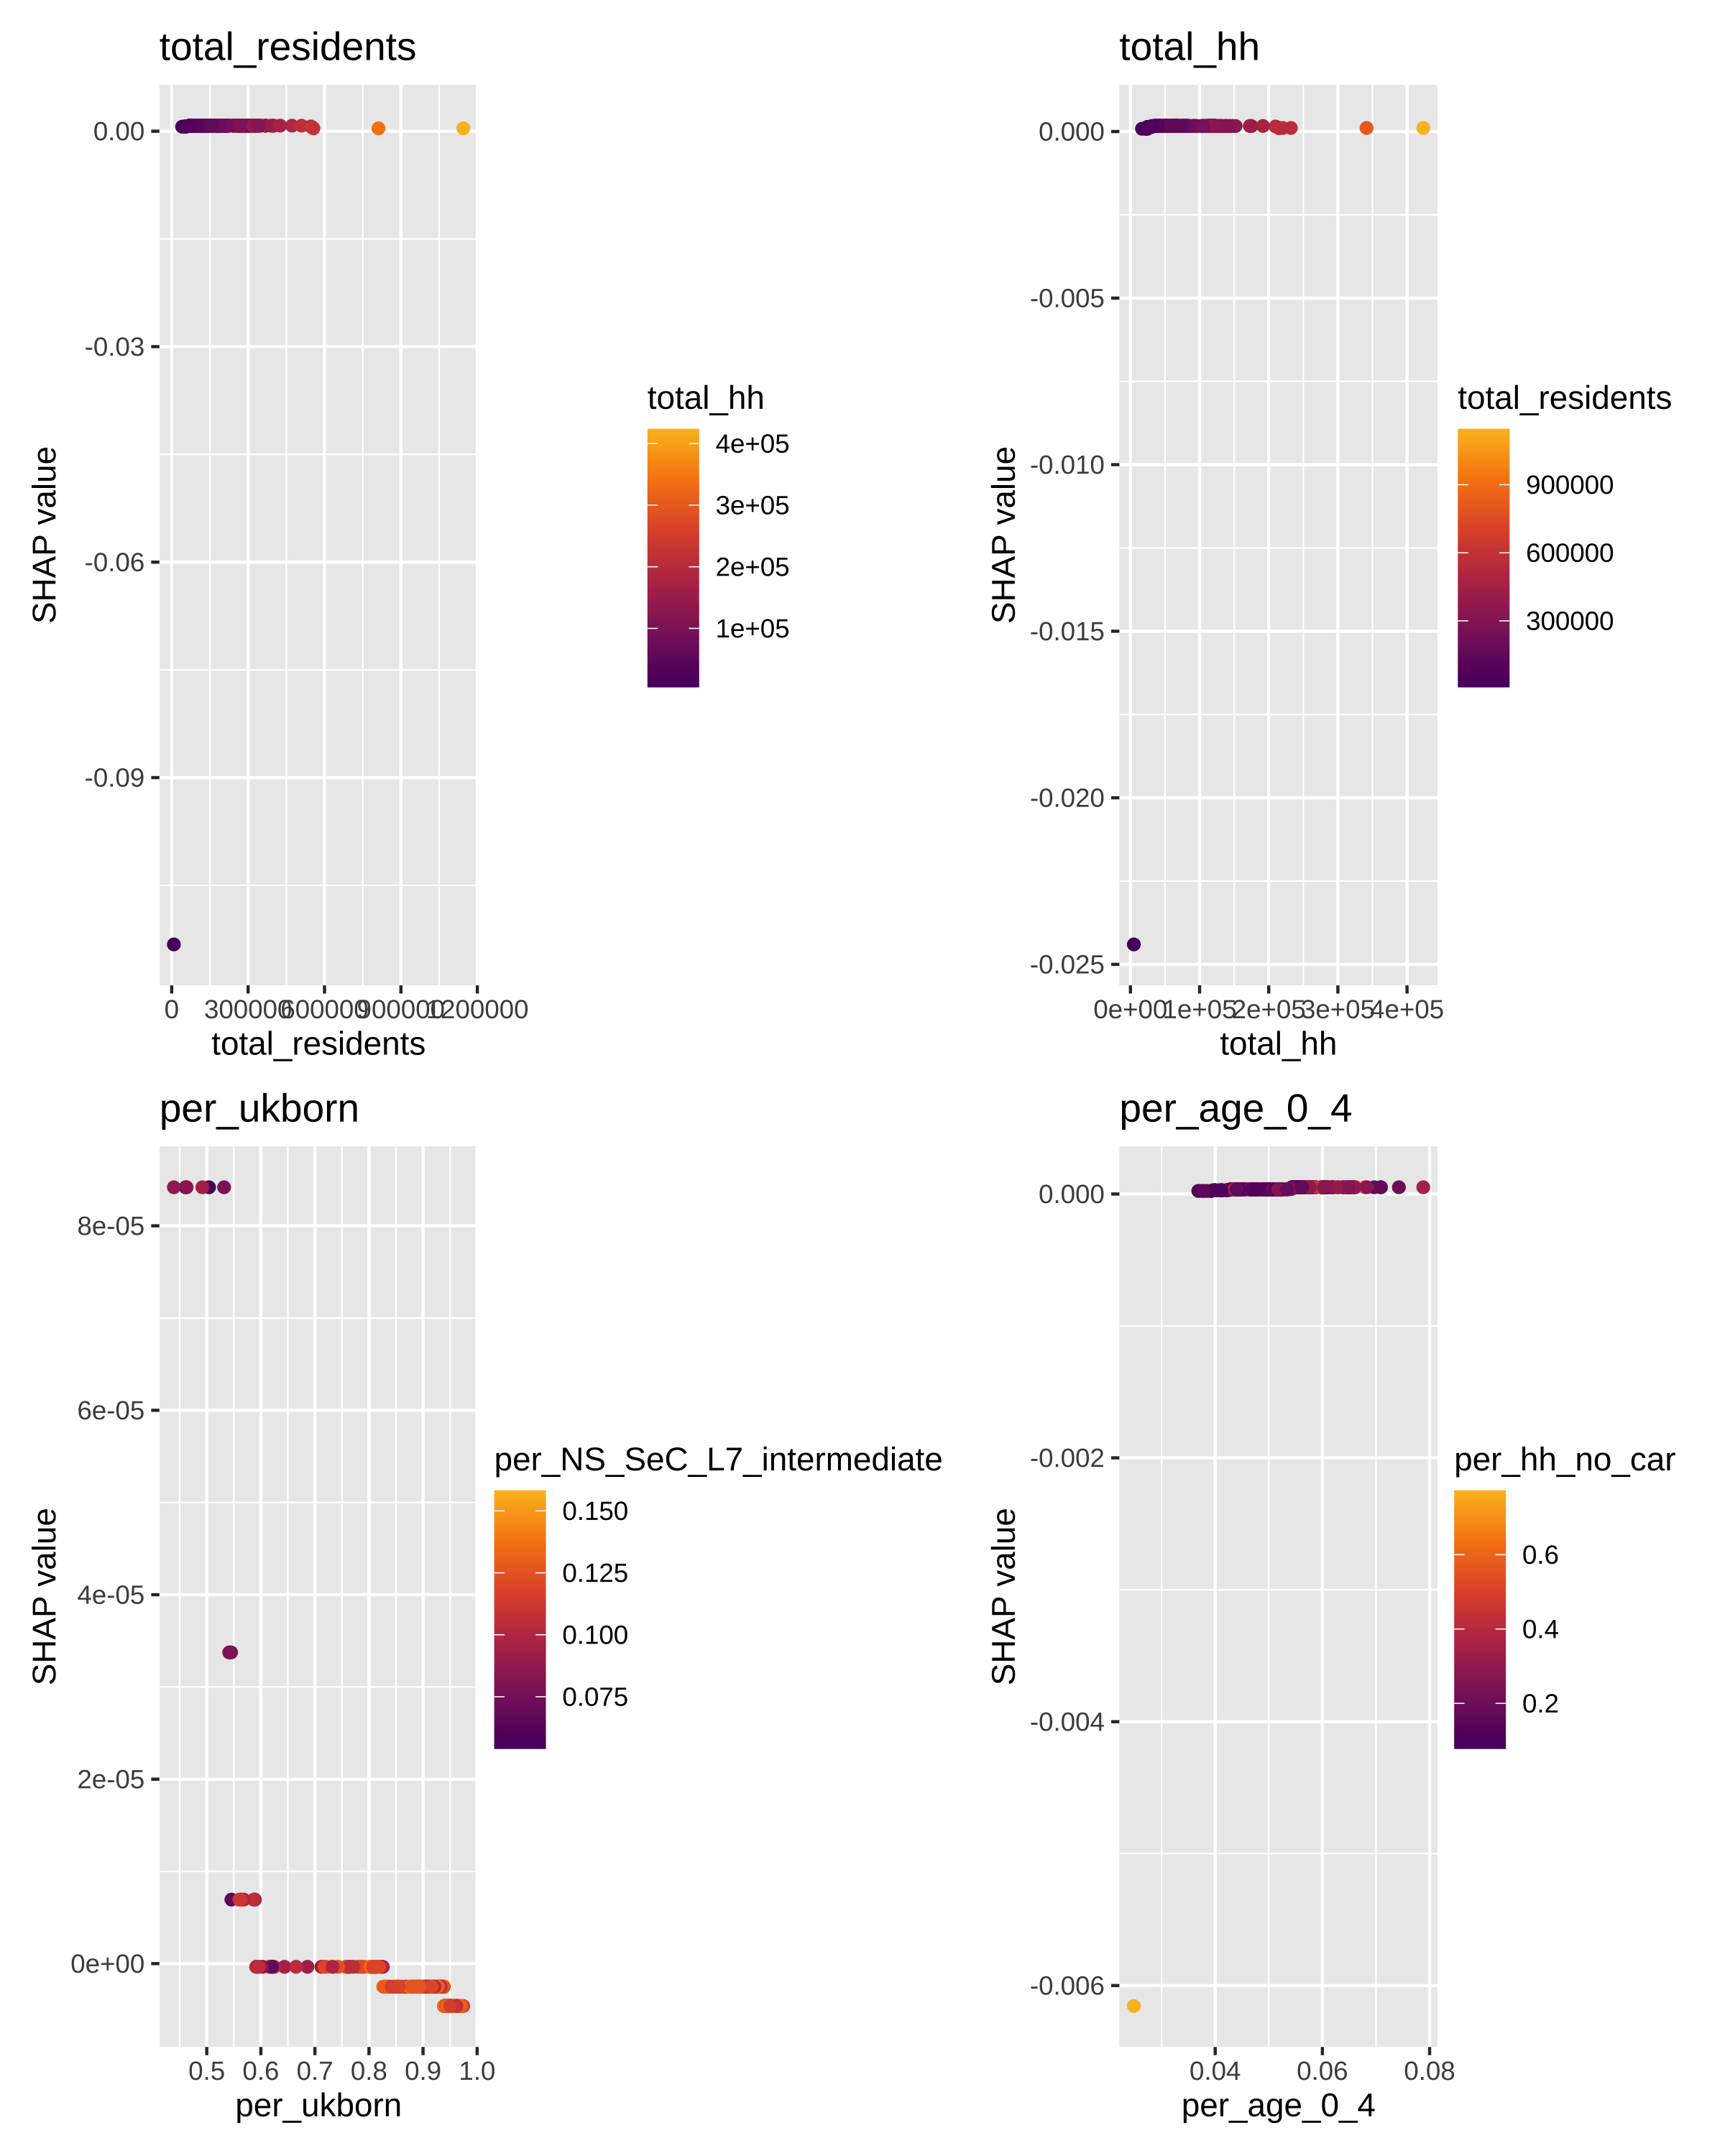 total_residents
0.00
-0.03
-0.06
-0.09
SHAP value
0 300000 600000 900000 1200000
total_residents
total_hh
4e+05
3e+05
2e+05
1e+05
total_hh
0.000
-0.005
-0.010
-0.015
-0.020
-0.025
SHAP value
0e+00 1e+05 2e+05 3e+05 4e+05
total_hh
total_residents
900000
600000
300000
per_ukborn
8e-05
6e-05
4e-05
2e-05
0e+00
SHAP value
0.5 0.6 0.7 0.8 0.9 1.0
per_ukborn
per_NS_SeC_L7_intermediate
0.150
0.125
0.100
0.075
per_age_0_4
0.000
-0.002
-0.004
-0.006
SHAP value
0.04 0.06 0.08
per_age_0_4
per_hh_no_car
0.6
0.4
0.2